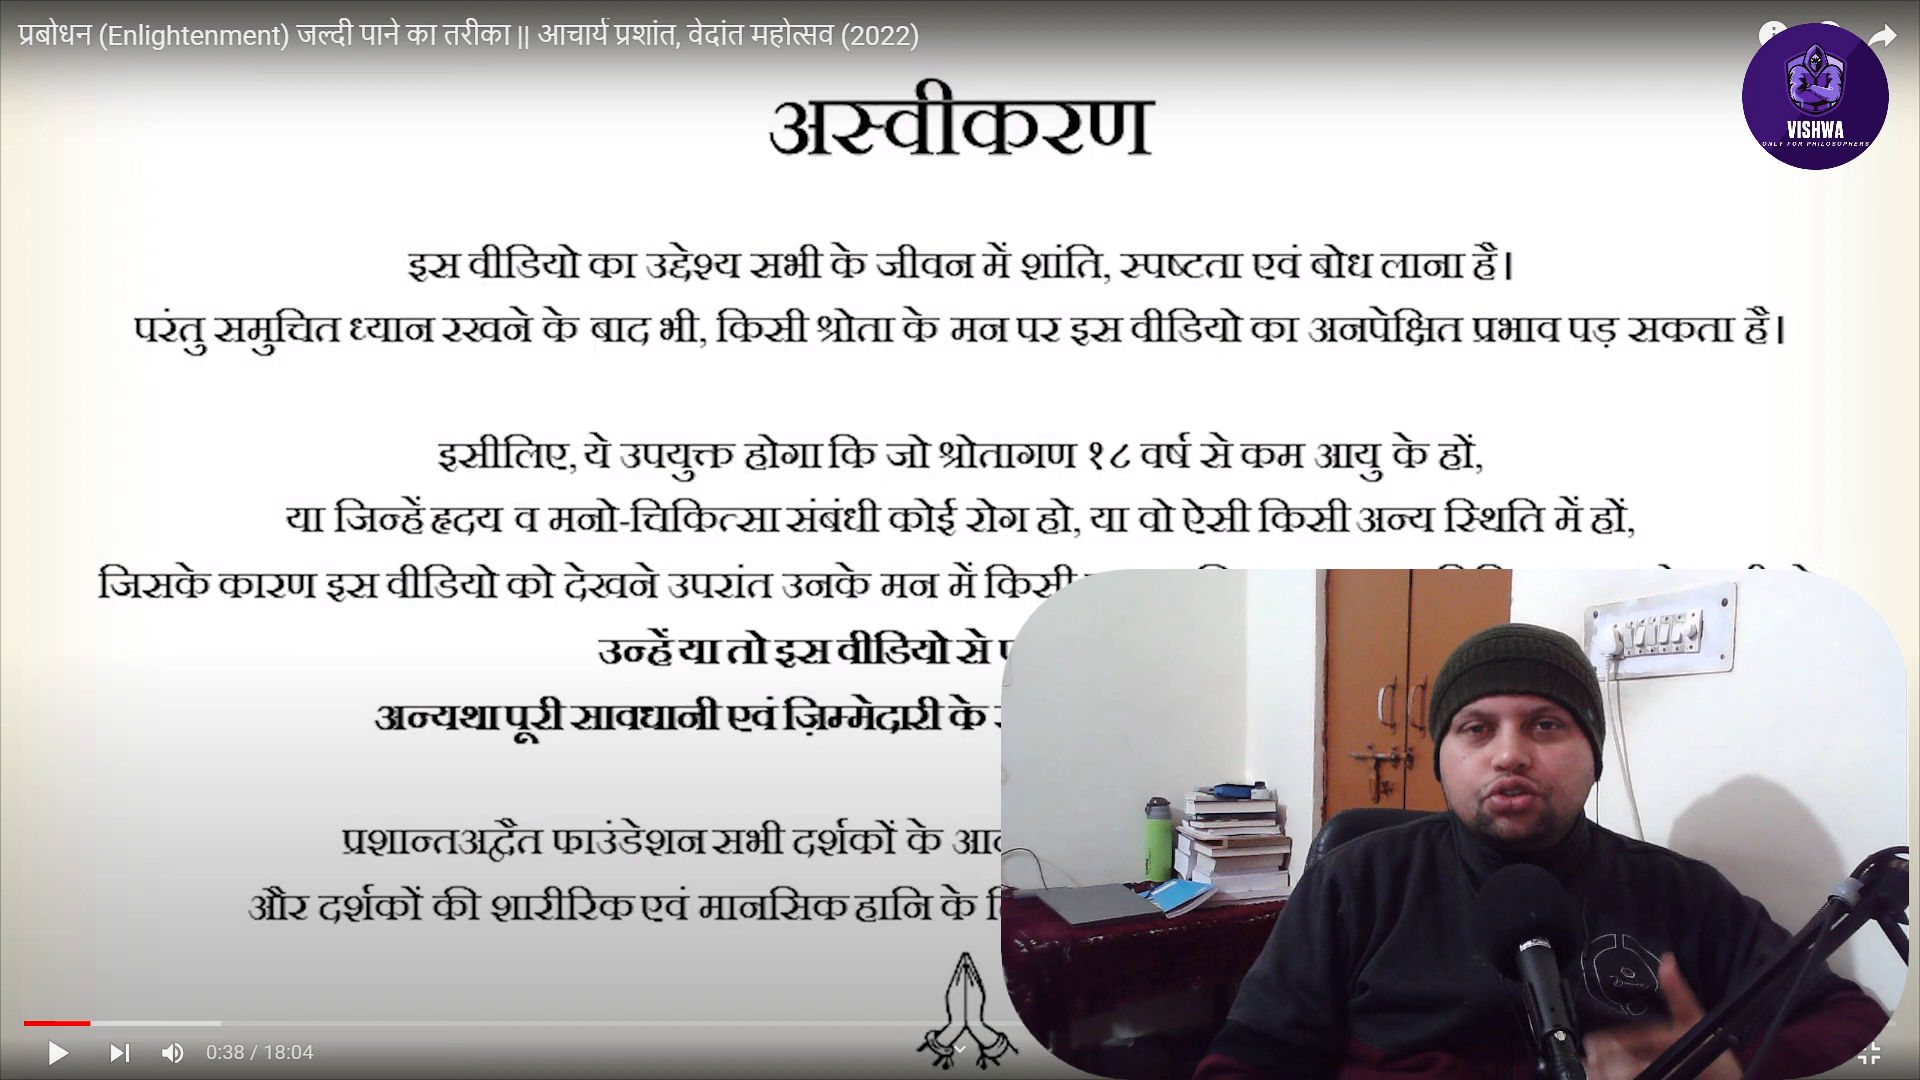 प्रबोधन (Enlightenment) जल्दी पाने का तरीका || आचार्य प्रशांत, वेदांत महोत्सव (2022)
VISHWA
ONLY FOR PHILOSOPHERS
अस्वीकरण
इस वीडियो का उद्देश्य सभी के जीवन में शांति, स्पष्टता एवं बोध लाना है।
परंतु समुचित ध्यान रखने के बाद भी, किसी श्रोता के मन पर इस वीडियो का अनपेक्षित प्रभाव पड़ सकता है।
इसीलिए, ये उपयुक्त होगा कि जो श्रोतागण १८ वर्ष से कम आयु के हों,
या जिन्हें हृदय व मनो-चिकित्सा संबंधी कोई रोग हो, या वो ऐसी किसी अन्य स्थिति में हों,
जिसके कारण इस वीडियो को देखने उपरांत उनके मन में किसी
उन्हें या तो इस वीडियो से
अन्यथा पूरी सावधानी एवं ज़िम्मेदारी के
प्रशान्तअद्वैत फाउंडेशन सभी दर्शकों के
और दर्शकों की शारीरिक एवं मानसिक हानि के
0:38 / 18:04